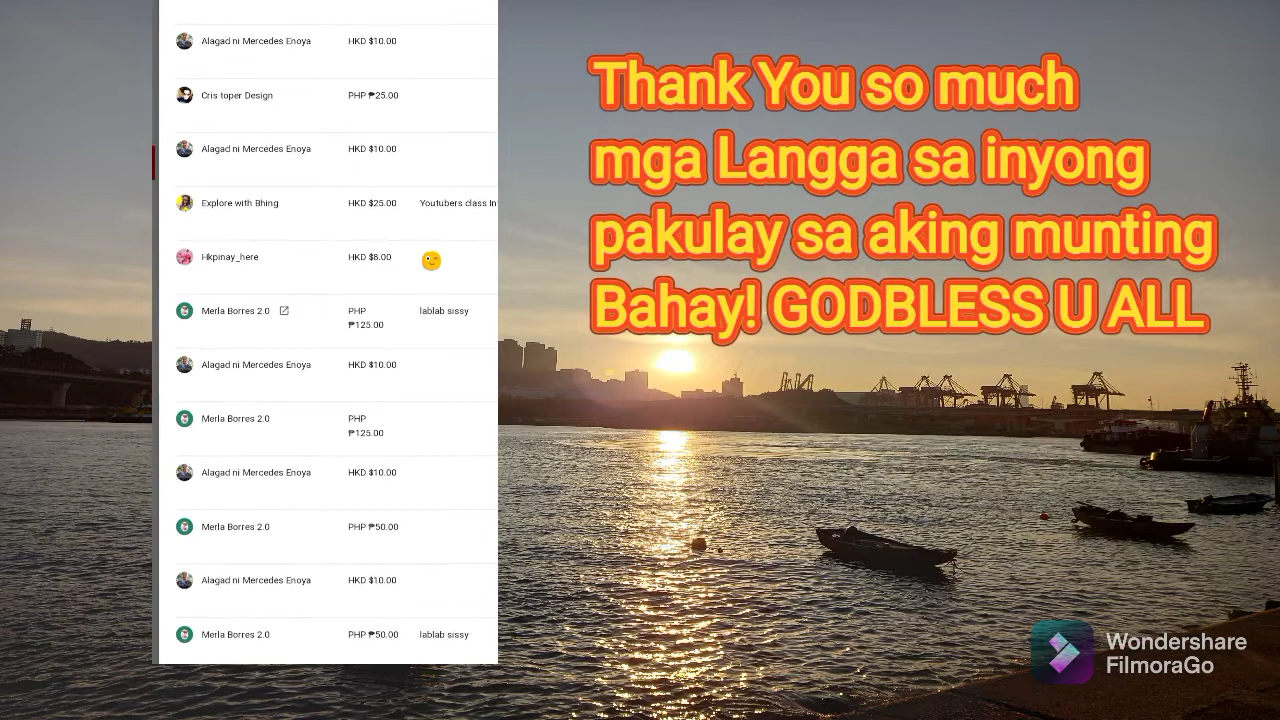 Alagad ni Mercedes Enoya HKD $10.00
Cris toper Design PHP ₱25.00
Alagad ni Mercedes Enoya HKD $10.00
Explore with Bhing HKD $25.00 Youtubers class In
Hkpinay_here HKD $8.00
Merla Borres 2.0 PHP lablab sissy
₱125.00
Alagad ni Mercedes Enoya HKD $10.00
Merla Borres 2.0 PHP
₱125.00
Alagad ni Mercedes Enoya HKD $10.00
Merla Borres 2.0 PHP ₱50.00
Alagad ni Mercedes Enoya HKD $10.00
Merla Borres 2.0 PHP ₱50.00 lablab sissy
Thank You so much
mga Langga sa inyong
pakulay sa aking munting
Bahay! GODBLESS U ALL
Wondershare
FilmoraGo